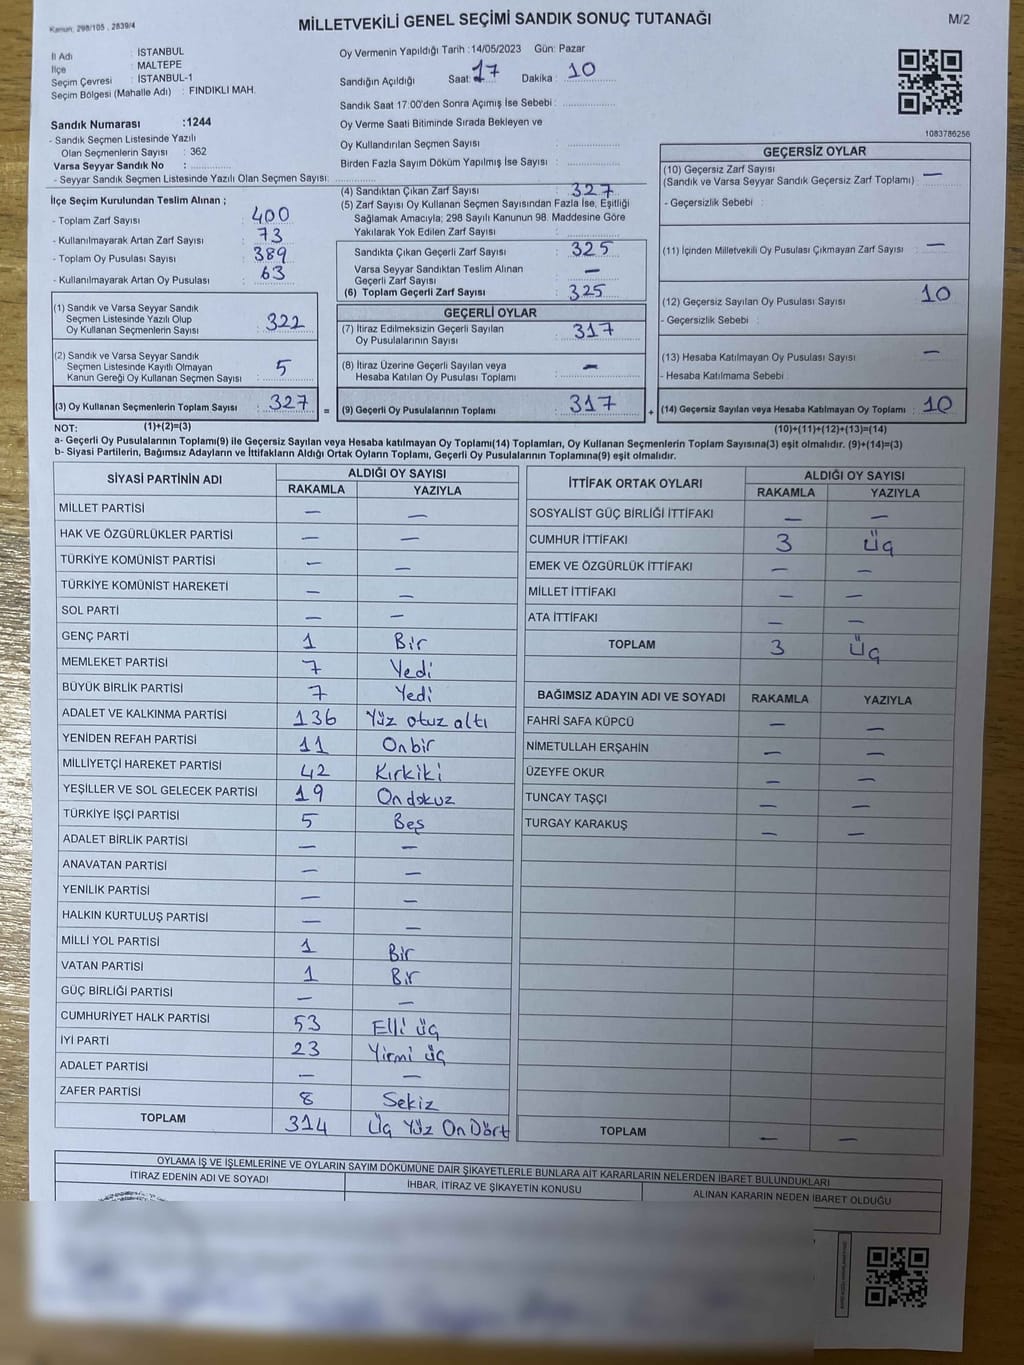 Kanun: 298/105 , 2839/4
MİLLETVEKİLİ GENEL SEÇİMİ SANDIK SONUÇ TUTANAĞI
M/2
İl Adı : İSTANBUL
İlçe : MALTEPE
Seçim Çevresi : İSTANBUL-1
Seçim Bölgesi (Mahalle Adı) : FINDIKLI MAH.
Oy Vermenin Yapıldığı Tarih :14/05/2023 Gün: Pazar
Sandığın Açıldığı Saat: 17 Dakika : 10
Sandık Saat 17:00'den Sonra Açımış İse Sebebi :
Oy Verme Saati Bitiminde Sırada Bekleyen ve
Oy Kullandırılan Seçmen Sayısı :
Birden Fazla Sayım Döküm Yapılmış İse Sayısı :
1083786256
Sandık Numarası :1244
- Sandık Seçmen Listesinde Yazılı
Olan Seçmenlerin Sayısı : 362
Varsa Seyyar Sandık No :
- Seyyar Sandık Seçmen Listesinde Yazılı Olan Seçmen Sayısı:
İlçe Seçim Kurulundan Teslim Alınan ;
- Toplam Zarf Sayısı : 400
- Kullanılmayarak Artan Zarf Sayısı : 73
- Toplam Oy Pusulası Sayısı : 389
- Kullanılmayarak Artan Oy Pusulası : 63
(1) Sandık ve Varsa Seyyar Sandık
Seçmen Listesinde Yazılı Olup
Oy Kullanan Seçmenlerin Sayısı : 322
(2) Sandık ve Varsa Seyyar Sandık
Seçmen Listesinde Kayıtlı Olmayan
Kanun Gereği Oy Kullanan Seçmen Sayısı : 5
(3) Oy Kullanan Seçmenlerin Toplam Sayısı : 327 =
(4) Sandıktan Çıkan Zarf Sayısı : 327
(5) Zarf Sayısı Oy Kullanan Seçmen Sayısından Fazla İse, Eşitliği
Sağlamak Amacıyla; 298 Sayılı Kanunun 98. Maddesine Göre
Yakılarak Yok Edilen Zarf Sayısı :
Sandıkta Çıkan Geçerli Zarf Sayısı : 325
Varsa Seyyar Sandıktan Teslim Alınan
Geçerli Zarf Sayısı : —
(6) Toplam Geçerli Zarf Sayısı : 325
GEÇERLİ OYLAR
(7) İtiraz Edilmeksizin Geçerli Sayılan
Oy Pusulalarının Sayısı : 317
(8) İtiraz Üzerine Geçerli Sayılan veya
Hesaba Katılan Oy Pusulası Toplamı : —
(9) Geçerli Oy Pusulalarının Toplamı : 317 +
GEÇERSİZ OYLAR
(10) Geçersiz Zarf Sayısı
(Sandık ve Varsa Seyyar Sandık Geçersiz Zarf Toplamı) : —
- Geçersizlik Sebebi :
(11) İçinden Milletvekili Oy Pusulası Çıkmayan Zarf Sayısı : —
(12) Geçersiz Sayılan Oy Pusulası Sayısı : 10
- Geçersizlik Sebebi :
(13) Hesaba Katılmayan Oy Pusulası Sayısı : —
- Hesaba Katılmama Sebebi :
(14) Geçersiz Sayılan veya Hesaba Katılmayan Oy Toplamı : 10
NOT: (1)+(2)=(3)
(10)+(11)+(12)+(13)=(14)
a- Geçerli Oy Pusulalarının Toplamı(9) ile Geçersiz Sayılan veya Hesaba katılmayan Oy Toplamı(14) Toplamları, Oy Kullanan Seçmenlerin Toplam Sayısına(3) eşit olmalıdır. (9)+(14)=(3)
b- Siyasi Partilerin, Bağımsız Adayların ve İttifakların Aldığı Ortak Oyların Toplamı, Geçerli Oy Pusulalarının Toplamına(9) eşit olmalıdır.
SİYASİ PARTİNİN ADI
ALDIĞI OY SAYISI
RAKAMLA YAZIYLA
MİLLET PARTİSİ — —
HAK VE ÖZGÜRLÜKLER PARTİSİ — —
TÜRKİYE KOMÜNİST PARTİSİ — —
TÜRKİYE KOMÜNİST HAREKETİ — —
SOL PARTİ — —
GENÇ PARTİ 1 Bir
MEMLEKET PARTİSİ 7 Yedi
BÜYÜK BİRLİK PARTİSİ 7 Yedi
ADALET VE KALKINMA PARTİSİ 136 Yüz otuz altı
YENİDEN REFAH PARTİSİ 11 Onbir
MİLLİYETÇİ HAREKET PARTİSİ 42 Kırkiki
YEŞİLLER VE SOL GELECEK PARTİSİ 19 Ondokuz
TÜRKİYE İŞÇİ PARTİSİ 5 Beş
ADALET BİRLİK PARTİSİ — —
ANAVATAN PARTİSİ — —
YENİLİK PARTİSİ — —
HALKIN KURTULUŞ PARTİSİ — —
MİLLİ YOL PARTİSİ 1 Bir
VATAN PARTİSİ 1 Bir
GÜÇ BİRLİĞİ PARTİSİ — —
CUMHURİYET HALK PARTİSİ 53 Elli üç
İYİ PARTİ 23 Yirmi üç
ADALET PARTİSİ — —
ZAFER PARTİSİ 8 Sekiz
TOPLAM 314 Üç Yüz OnDört
İTTİFAK ORTAK OYLARI
ALDIĞI OY SAYISI
RAKAMLA YAZIYLA
SOSYALİST GÜÇ BİRLİĞİ İTTİFAKI — —
CUMHUR İTTİFAKI 3 Üç
EMEK VE ÖZGÜRLÜK İTTİFAKI — —
MİLLET İTTİFAKI — —
ATA İTTİFAKI — —
TOPLAM 3 Üç
BAĞIMSIZ ADAYIN ADI VE SOYADI RAKAMLA YAZIYLA
FAHRİ SAFA KÜPCÜ — —
NİMETULLAH ERŞAHİN — —
ÜZEYFE OKUR — —
TUNCAY TAŞÇI — —
TURGAY KARAKUŞ — —
TOPLAM — —
OYLAMA İŞ VE İŞLEMLERİNE VE OYLARIN SAYIM DÖKÜMÜNE DAİR ŞİKAYETLERLE BUNLARA AİT KARARLARIN NELERDEN İBARET BULUNDUKLARI
İTİRAZ EDENİN ADI VE SOYADI
İHBAR, İTİRAZ VE ŞİKAYETİN KONUSU
ALINAN KARARIN NEDEN İBARET OLDUĞU